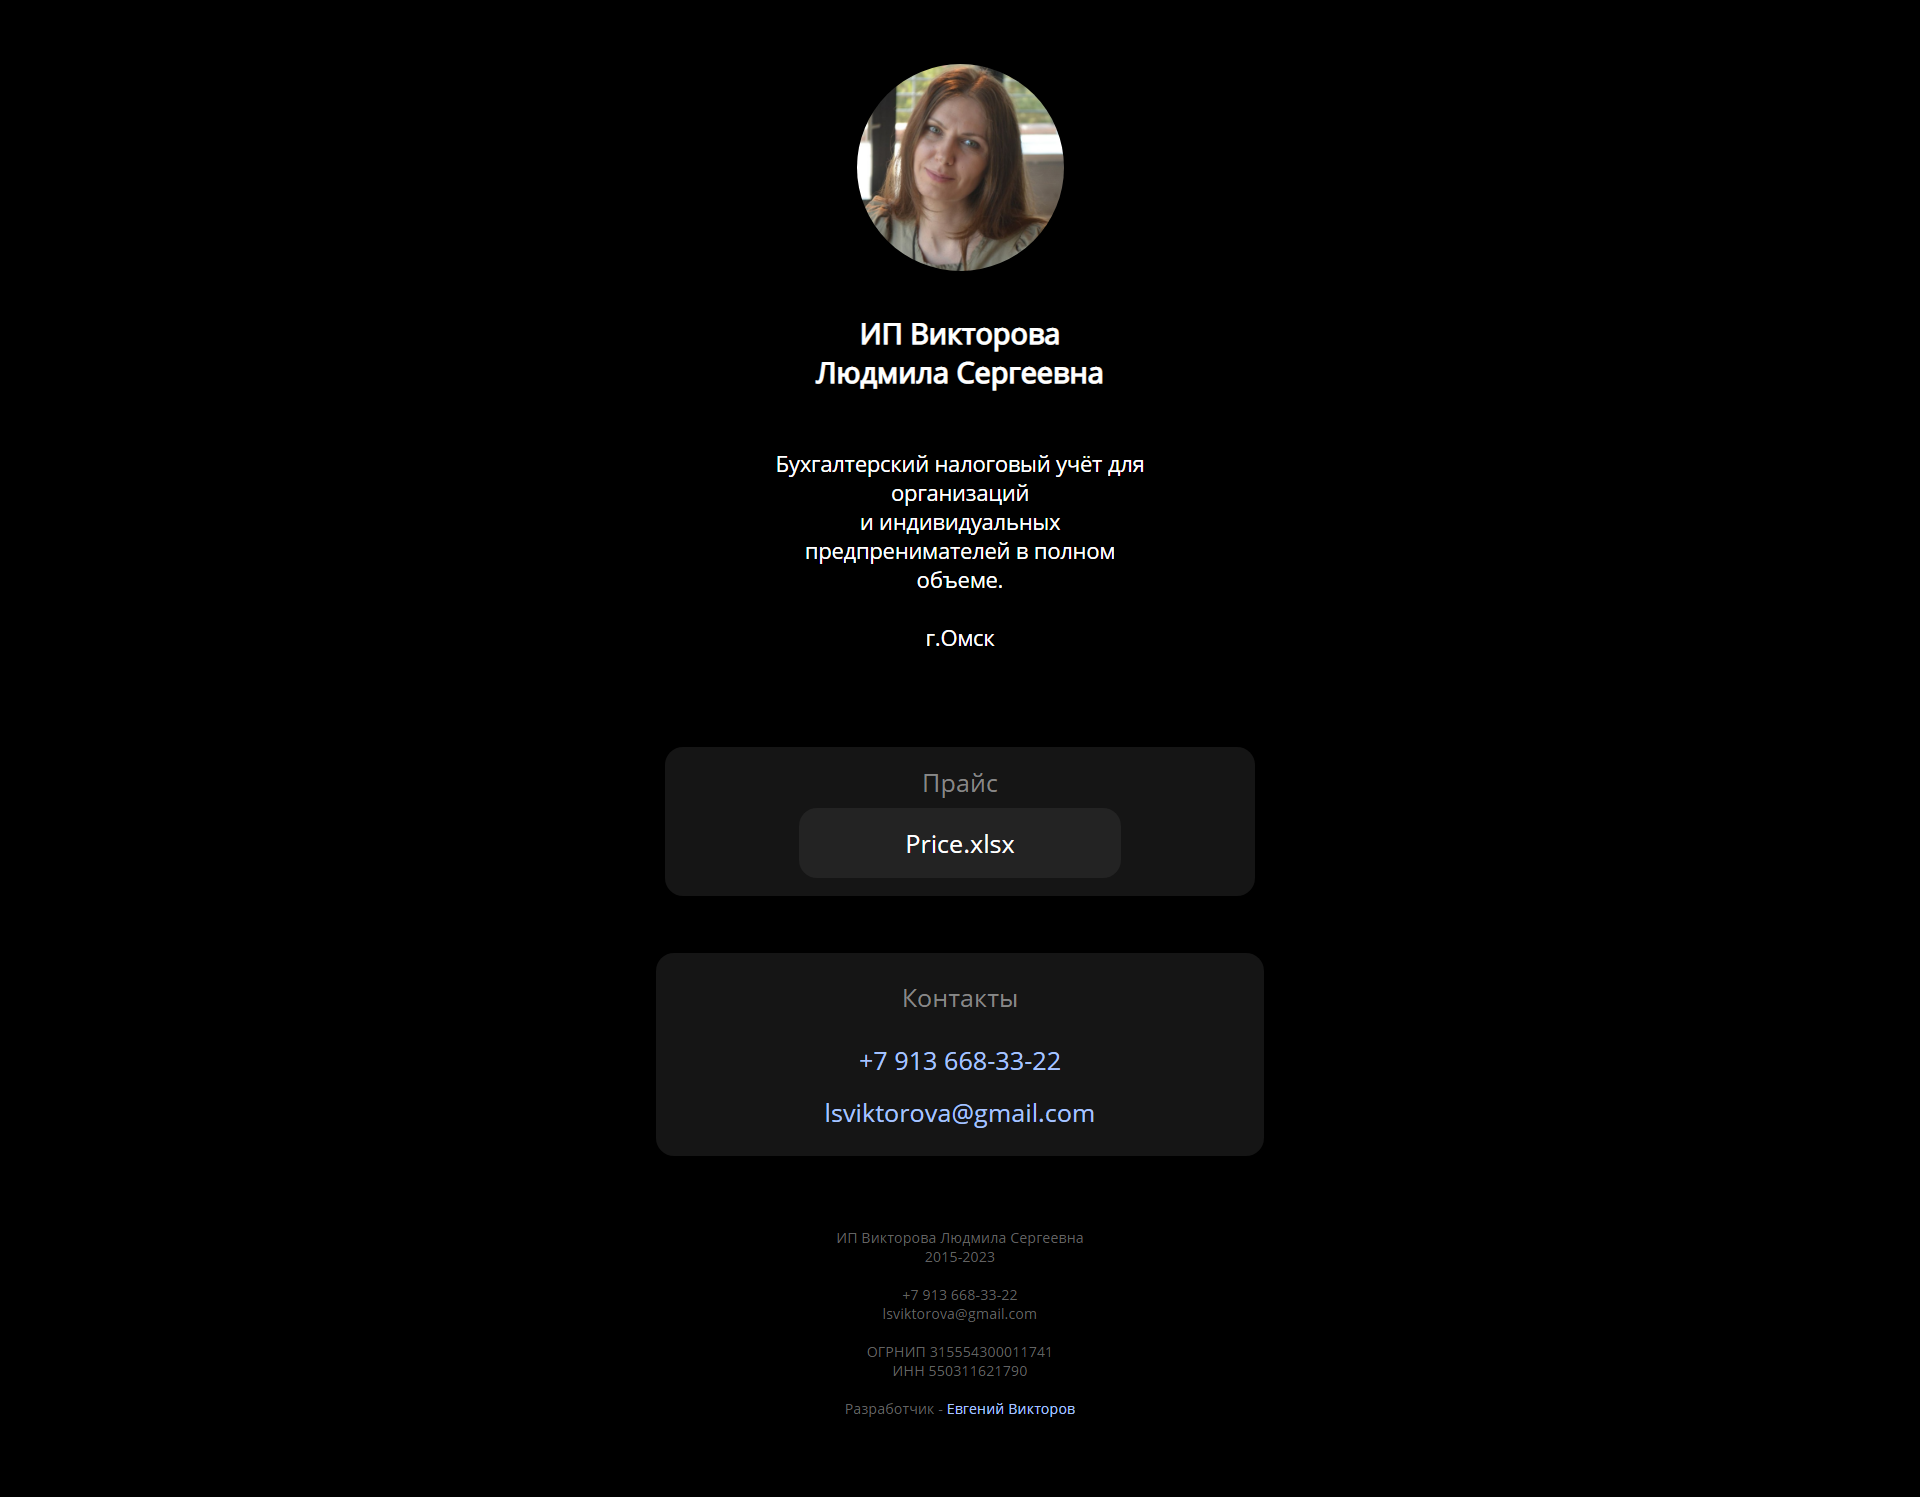 ИП Викторова
Людмила Сергеевна
Бухгалтерский налоговый учёт для
организаций
и индивидуальных
предпренимателей в полном
объеме.
г.Омск
Прайс
Price.xlsx
Контакты
+7 913 668-33-22
lsviktorova@gmail.com
ИП Викторова Людмила Сергеевна
2015-2023
+7 913 668-33-22
lsviktorova@gmail.com
ОГРНИП 315554300011741
ИНН 550311621790
Разработчик - Евгений Викторов